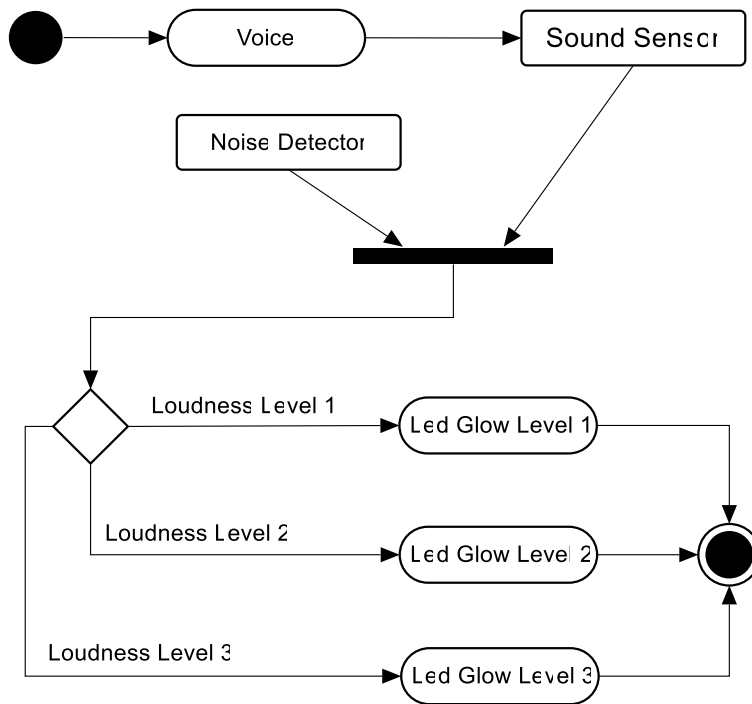 Voice
Sound Sensor
Noise Detector
Loudness Level 1
Led Glow Level 1
Loudness Level 2
Led Glow Level 2
Loudness Level 3
Led Glow Level 3